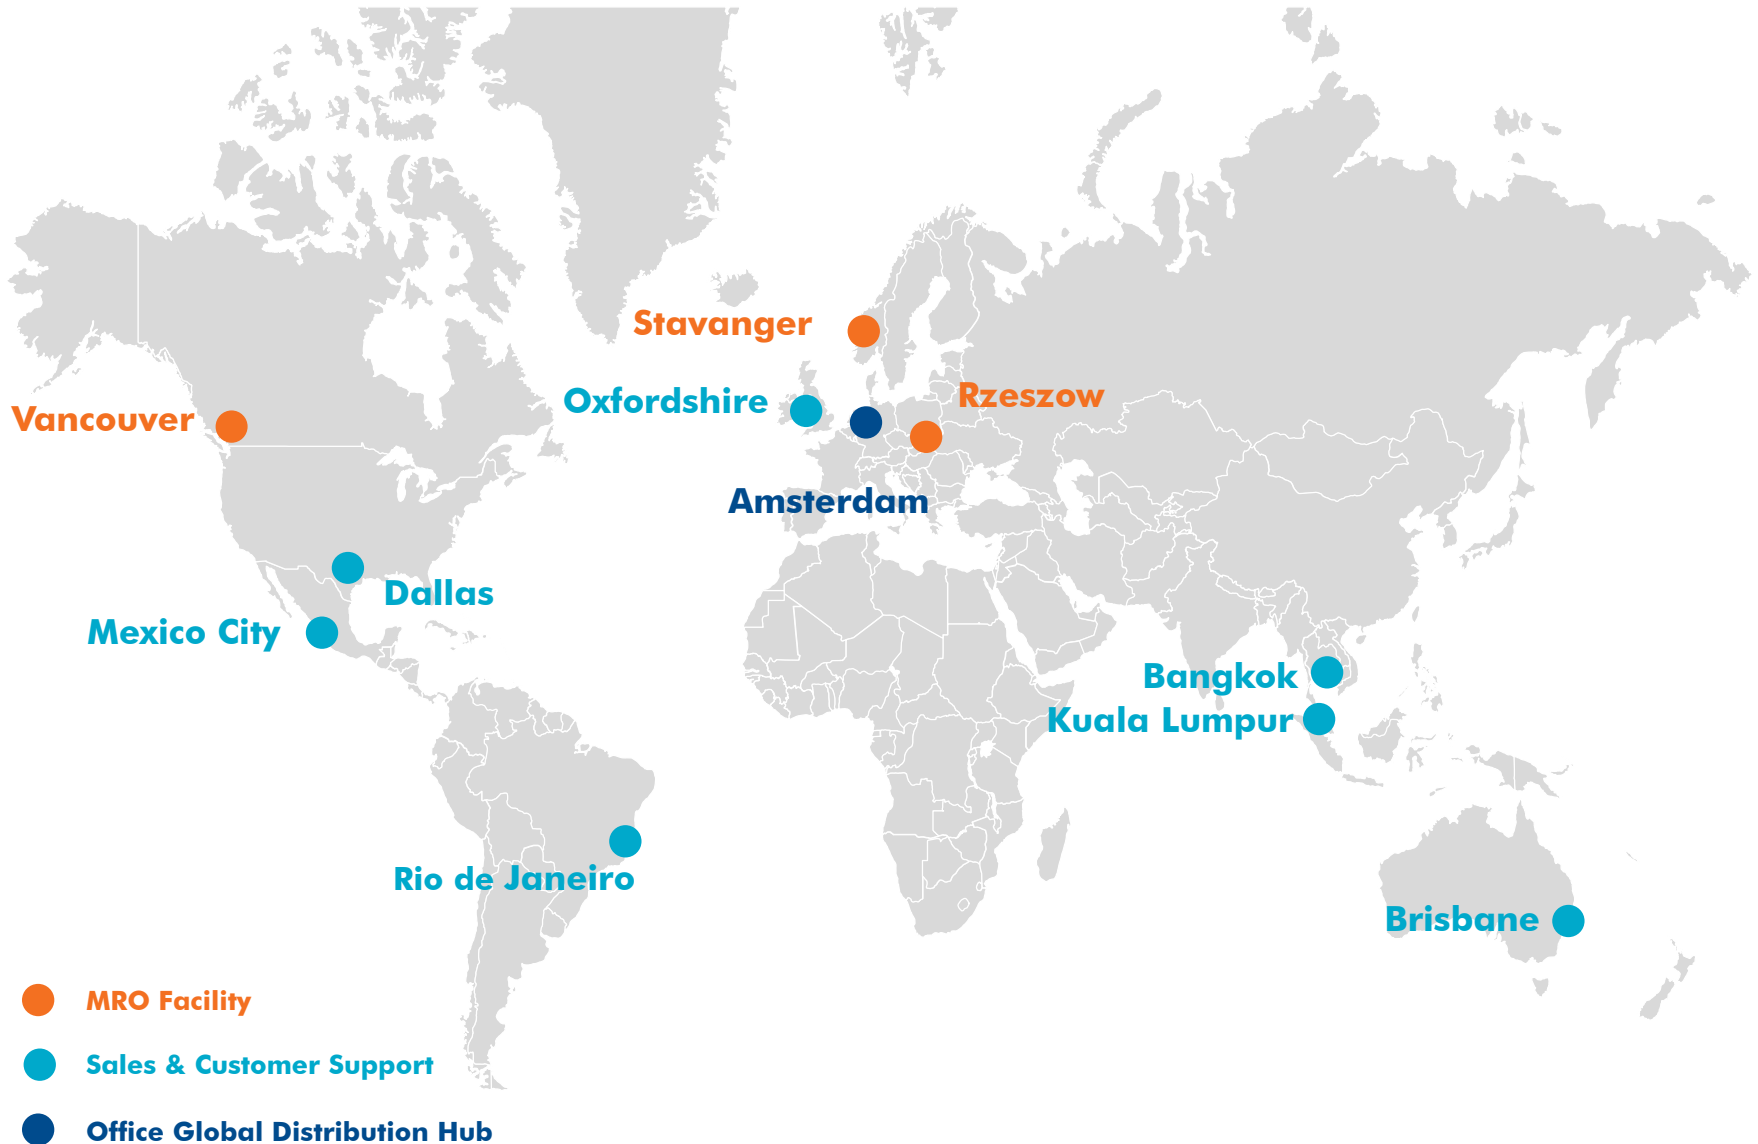 Stavanger
Rzeszow
Oxfordshire
Vancouver
Amsterdam
Dallas
Mexico City
Bangkok
Kuala Lumpur
Rio de Janeiro
Brisbane
MRO Facility
Sales & Customer Support
Office Global Distribution Hub